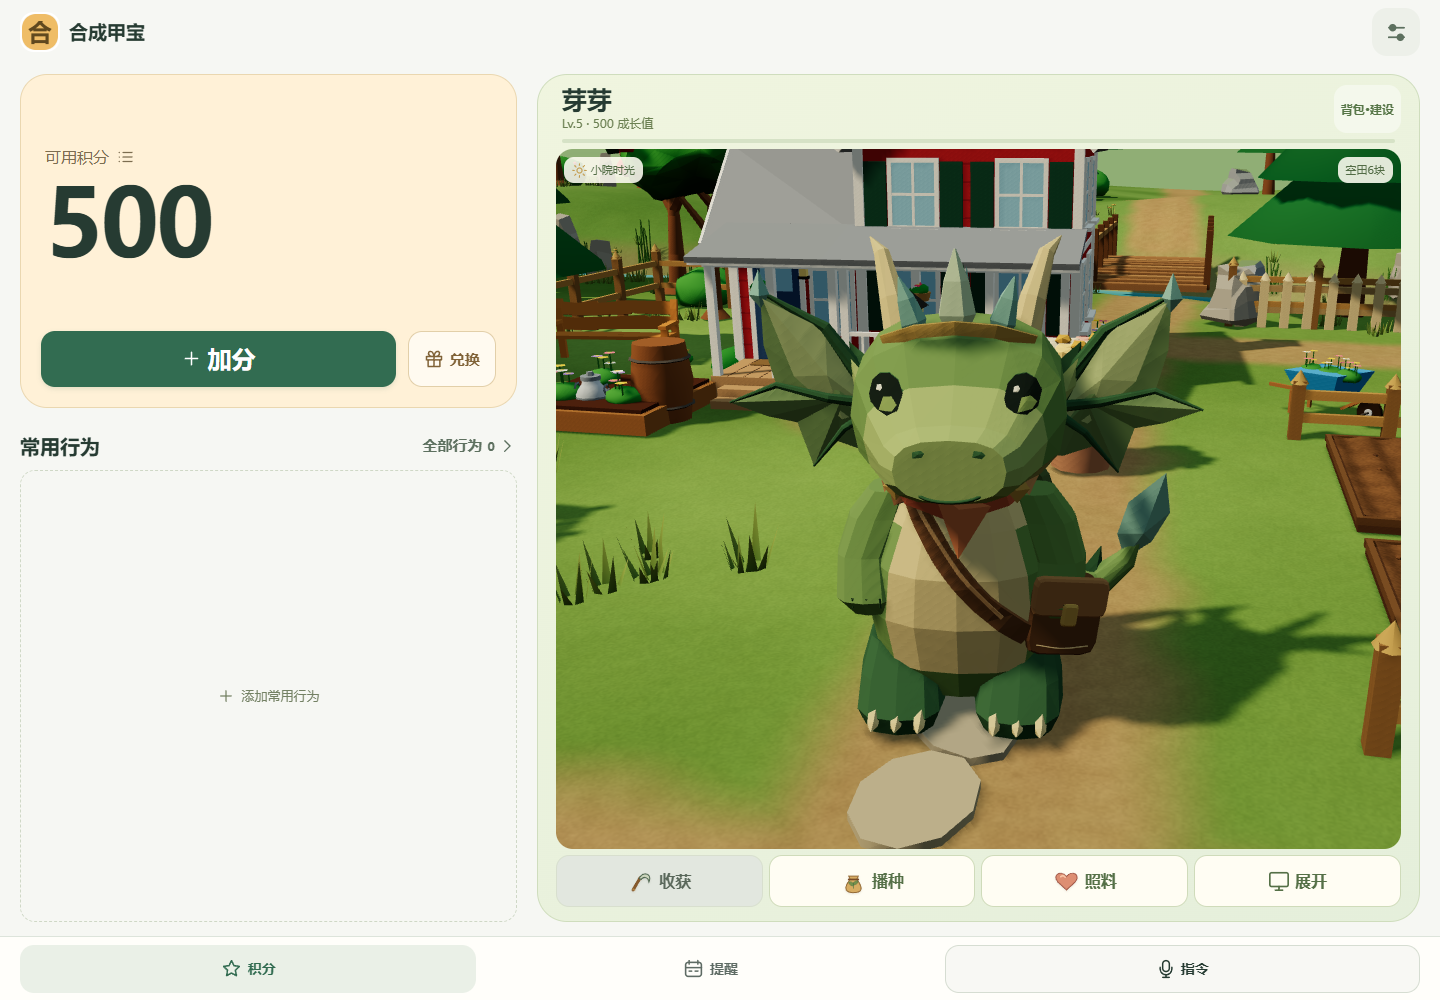 合 合成甲宝
可用积分
500
+ 加分
兑换
常用行为
全部行为 0
+ 添加常用行为
芽芽
Lv.5 · 500 成长值
背包•建设
小院时光
空田6块
收获
播种
照料
展开
积分
提醒
指令